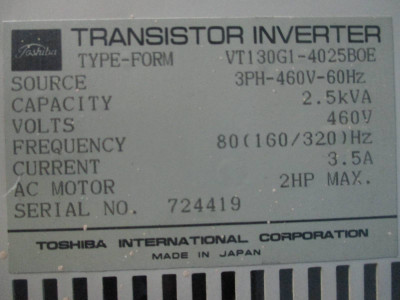 Toshiba TRANSISTOR INVERTER
TYPE-FORM VT130G1-4025BOE
SOURCE 3PH-460V-60Hz
CAPACITY 2.5kVA
VOLTS 460V
FREQUENCY 80(160/320)Hz
CURRENT 3.5A
AC MOTOR 2HP MAX.
SERIAL NO. 724419
TOSHIBA INTERNATIONAL CORPORATION
MADE IN JAPAN